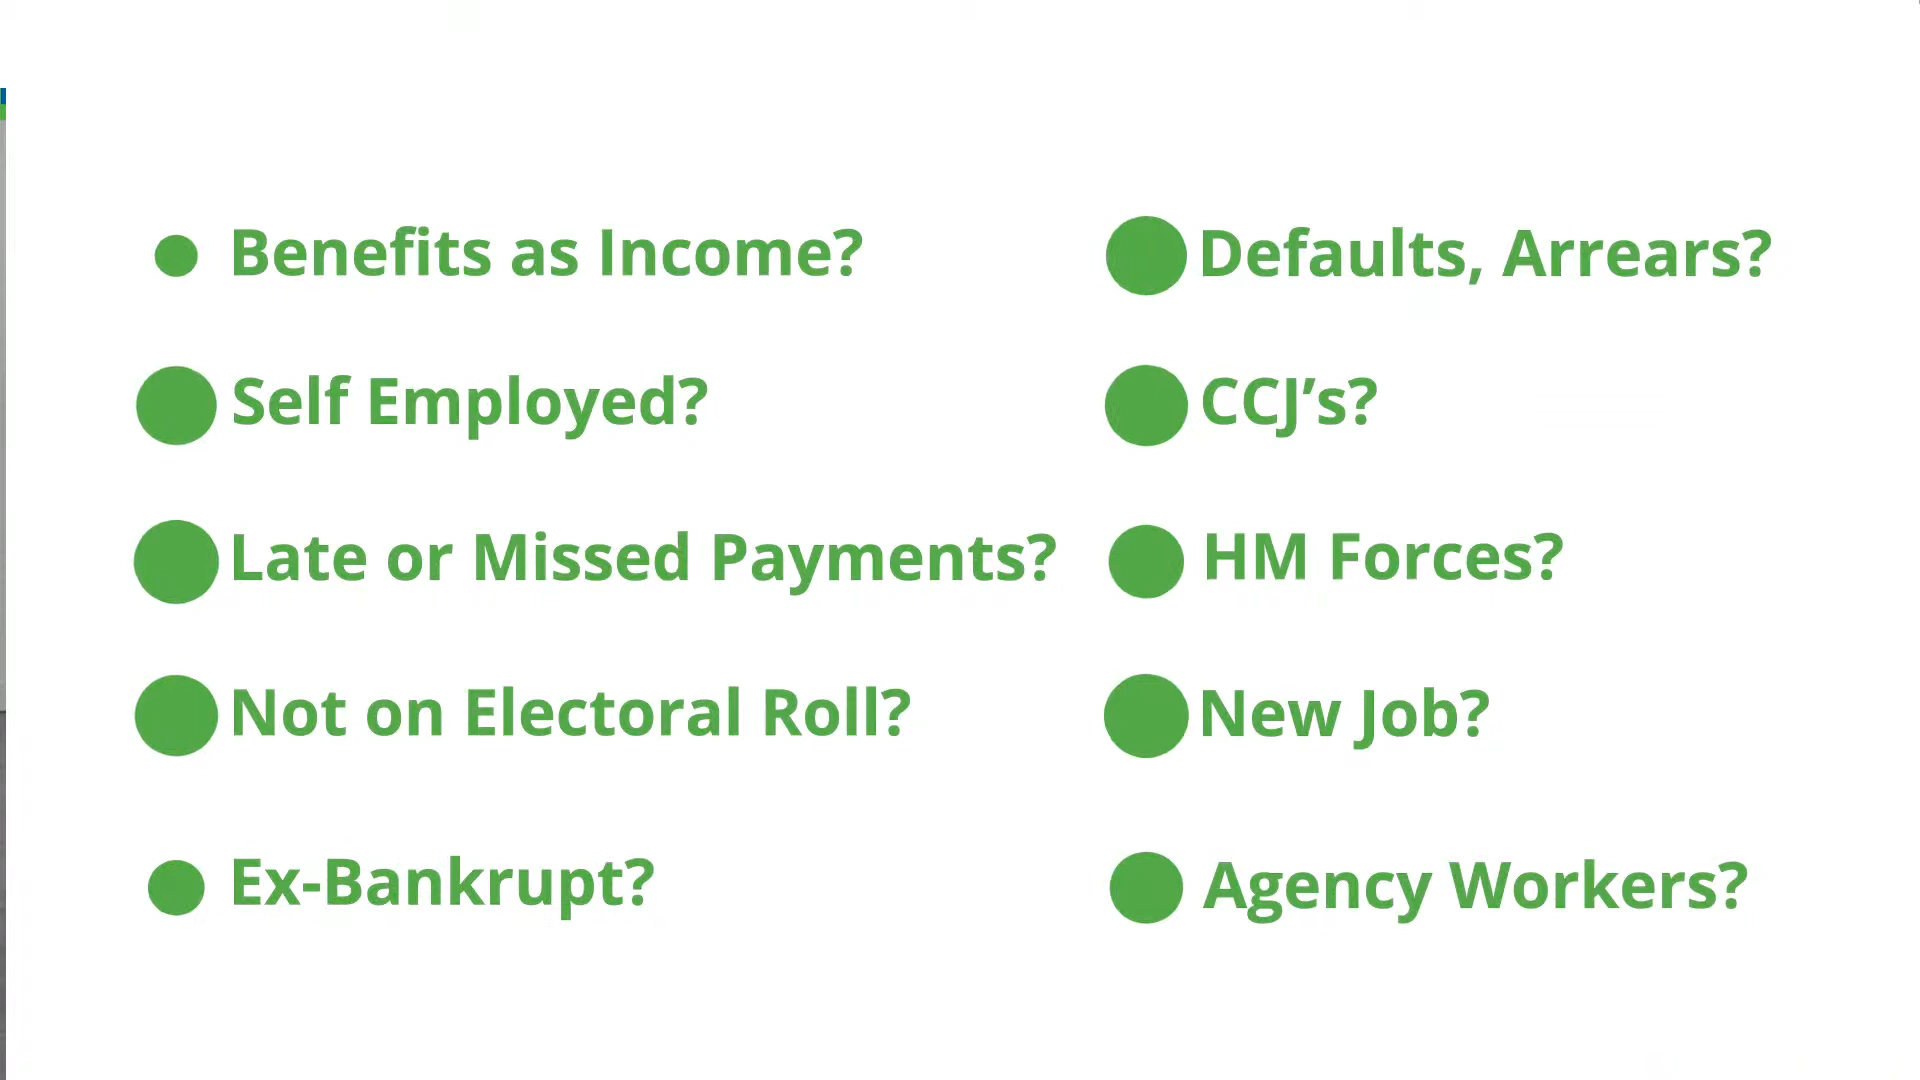 Benefits as Income?
Self Employed?
Late or Missed Payments?
Not on Electoral Roll?
Ex-Bankrupt?
Defaults, Arrears?
CCJ’s?
HM Forces?
New Job?
Agency Workers?